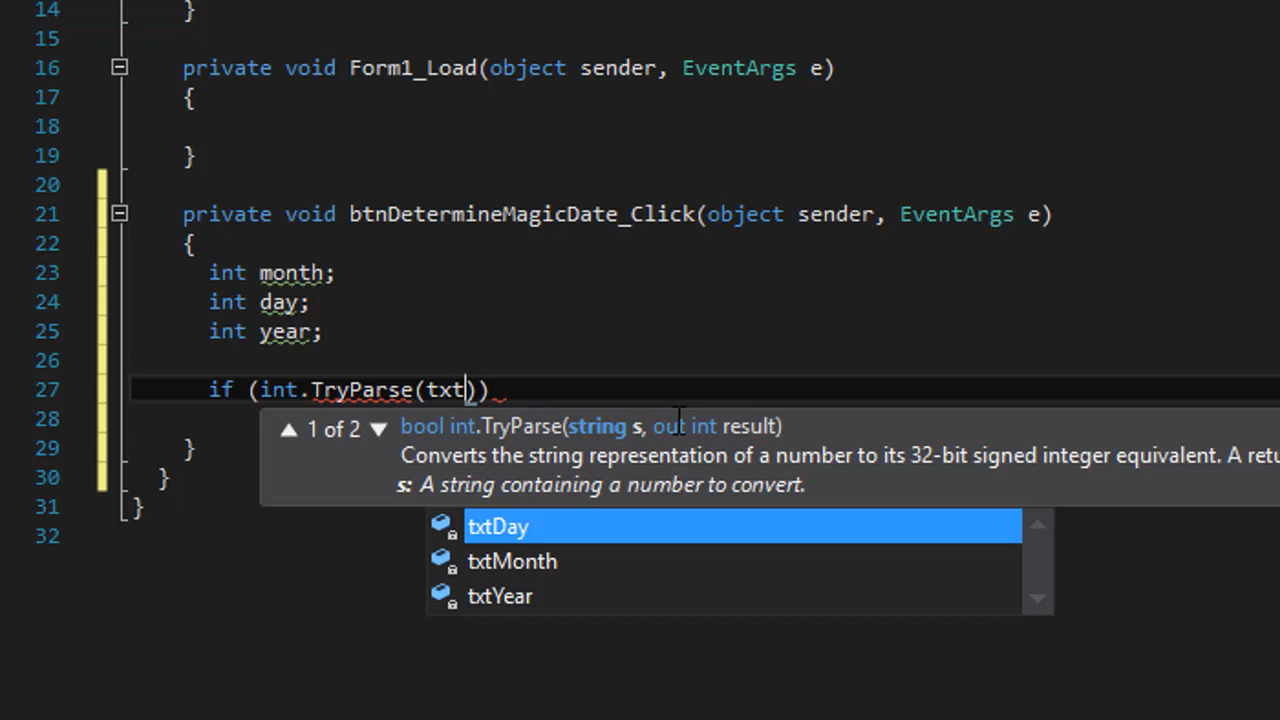 14 }
15
16 private void Form1_Load(object sender, EventArgs e)
17 {
18
19 }
20
21 private void btnDetermineMagicDate_Click(object sender, EventArgs e)
22 {
23 int month;
24 int day;
25 int year;
26
27 if (int.TryParse(txt))
28
29 }
30 }
31 }
32
▲ 1 of 2 ▼ bool int.TryParse(string s, out int result)
Converts the string representation of a number to its 32-bit signed integer equivalent. A retu
s: A string containing a number to convert.
txtDay
txtMonth
txtYear